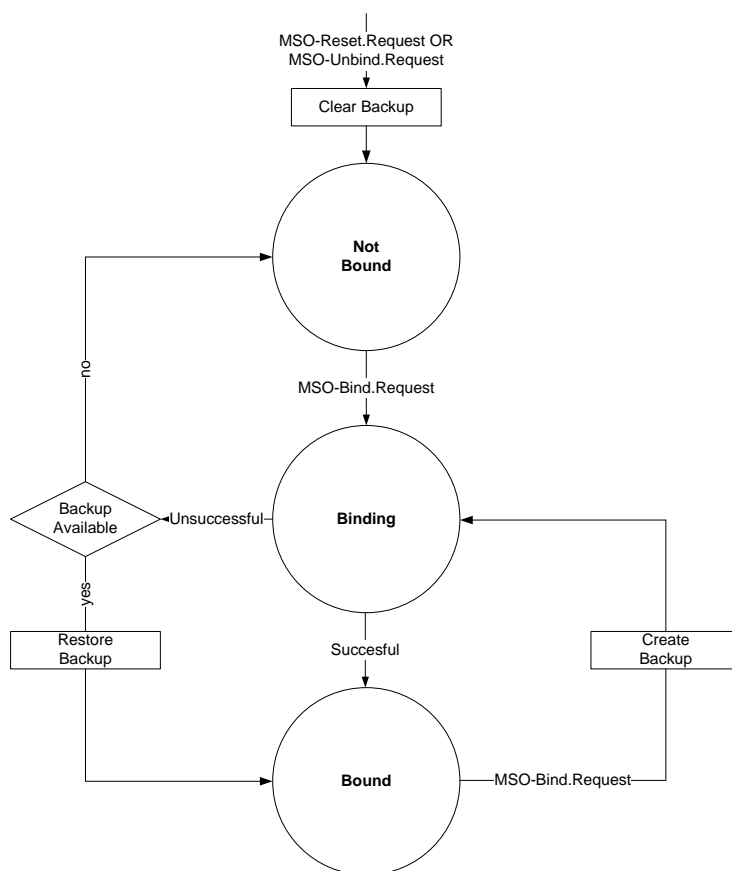 MSO-Reset.Request OR
MSO-Unbind.Request
Clear Backup
Not
Bound
no
MSO-Bind.Request
Backup
Available
Unsuccessful
Binding
yes
Restore
Backup
Succesful
Create
Backup
Bound
MSO-Bind.Request